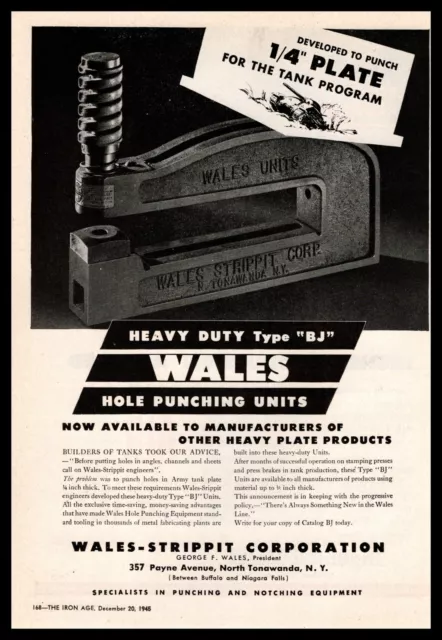 DEVELOPED TO PUNCH
1/4" PLATE
FOR THE TANK PROGRAM
WALES UNITS
WALES STRIPPIT CORP.
N. TONAWANDA N.Y.
HEAVY DUTY Type "BJ"
WALES
HOLE PUNCHING UNITS
NOW AVAILABLE TO MANUFACTURERS OF
OTHER HEAVY PLATE PRODUCTS
BUILDERS OF TANKS TOOK OUR ADVICE,
—"Before putting holes in angles, channels and sheets
call on Wales-Strippit engineers".
The problem was to punch holes in Army tank plate
¼ inch thick. To meet these requirements Wales-Strippit
engineers developed these heavy-duty Type "BJ" Units.
All the exclusive time-saving, money-saving advantages
that have made Wales Hole Punching Equipment stand-
ard tooling in thousands of metal fabricating plants are
built into these heavy-duty Units.
After months of successful operation on stamping presses
and press brakes in tank production, these Type "BJ"
Units are available to all manufacturers of products using
material up to ¼ inch thick.
This announcement is in keeping with the progressive
policy,—"There's Always Something New in the Wales
Line."
Write for your copy of Catalog BJ today.
WALES-STRIPPIT CORPORATION
GEORGE F. WALES, President
357 Payne Avenue, North Tonawanda, N. Y.
(Between Buffalo and Niagara Falls)
SPECIALISTS IN PUNCHING AND NOTCHING EQUIPMENT
168—THE IRON AGE, December 20, 1945